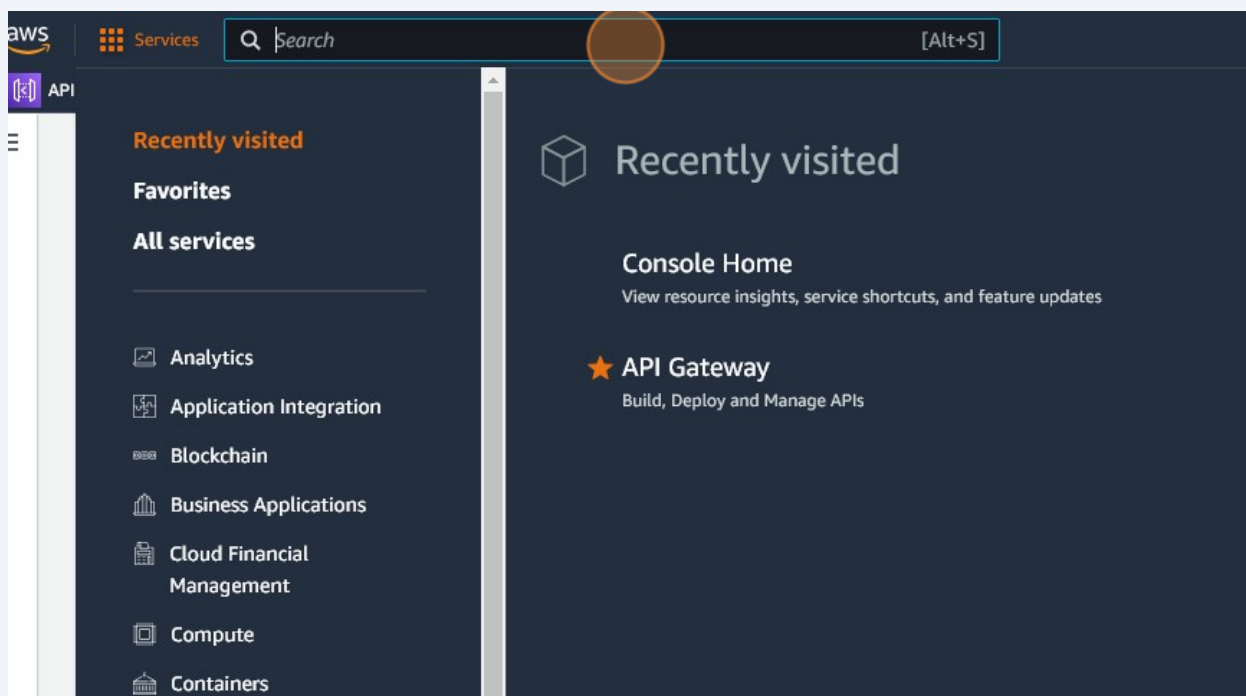 aws
Services
Search
[Alt+S]
API
Recently visited
Favorites
All services
Analytics
Application Integration
Blockchain
Business Applications
Cloud Financial
Management
Compute
Containers
Recently visited
Console Home
View resource insights, service shortcuts, and feature updates
API Gateway
Build, Deploy and Manage APIs